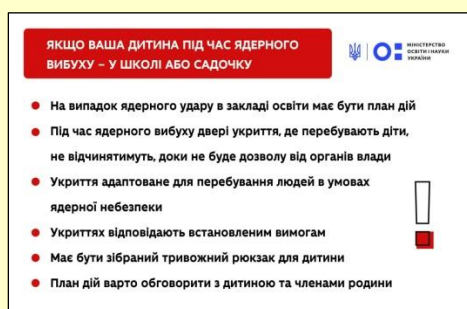 ЯКЩО ВАША ДИТИНА ПІД ЧАС ЯДЕРНОГО
ВИБУХУ – У ШКОЛІ АБО САДОЧКУ
МІНІСТЕРСТВО
ОСВІТИ І НАУКИ
УКРАЇНИ
На випадок ядерного удару в закладі освіти має бути план дій
Під час ядерного вибуху двері укриття, де перебувають діти,
не відчинятимуть, доки не буде дозволу від органів влади
Укриття адаптоване для перебування людей в умовах
ядерної небезпеки
Укриттях відповідають встановленим вимогам
Має бути зібраний тривожний рюкзак для дитини
План дій варто обговорити з дитиною та членами родини